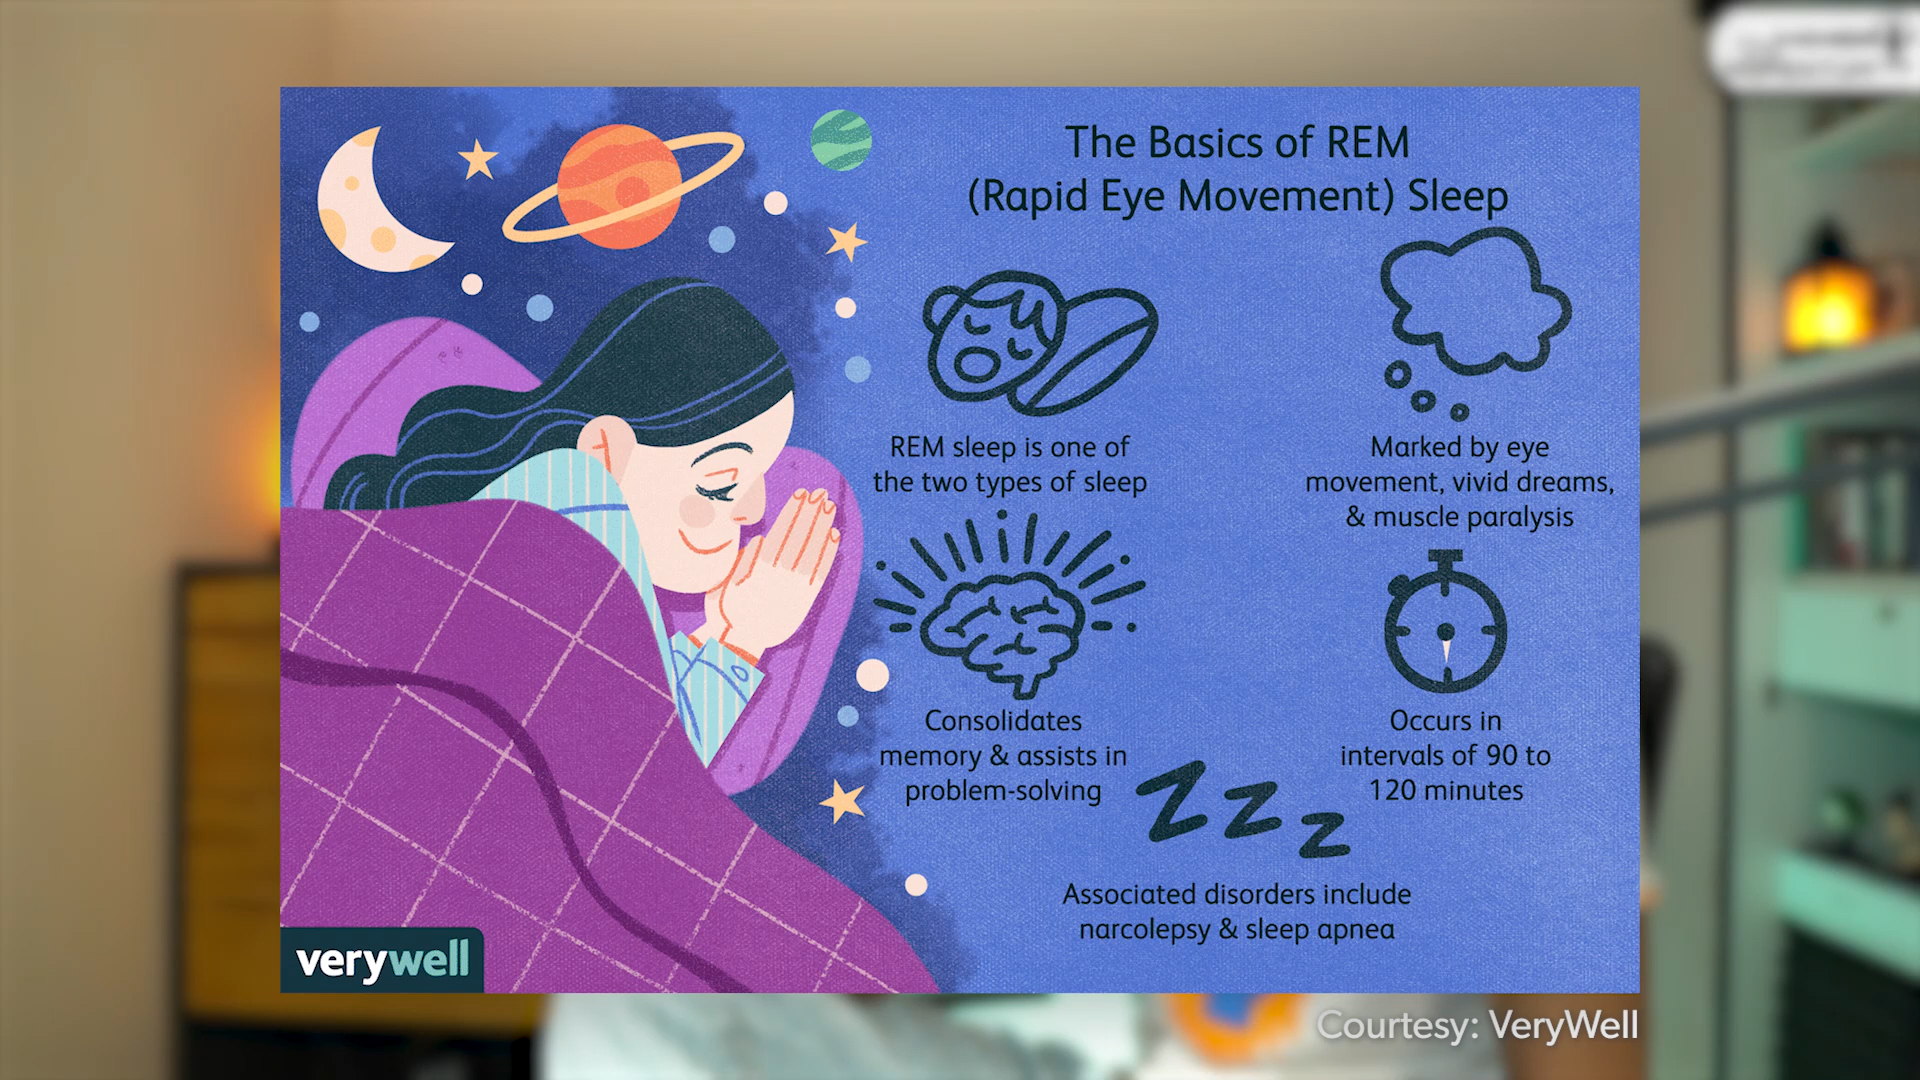 The Basics of REM
(Rapid Eye Movement) Sleep
REM sleep is one of
the two types of sleep
Marked by eye
movement, vivid dreams,
& muscle paralysis
Consolidates
memory & assists in
problem-solving
Occurs in
intervals of 90 to
120 minutes
zzz
Associated disorders include
narcolepsy & sleep apnea
verywell
Courtesy: VeryWell